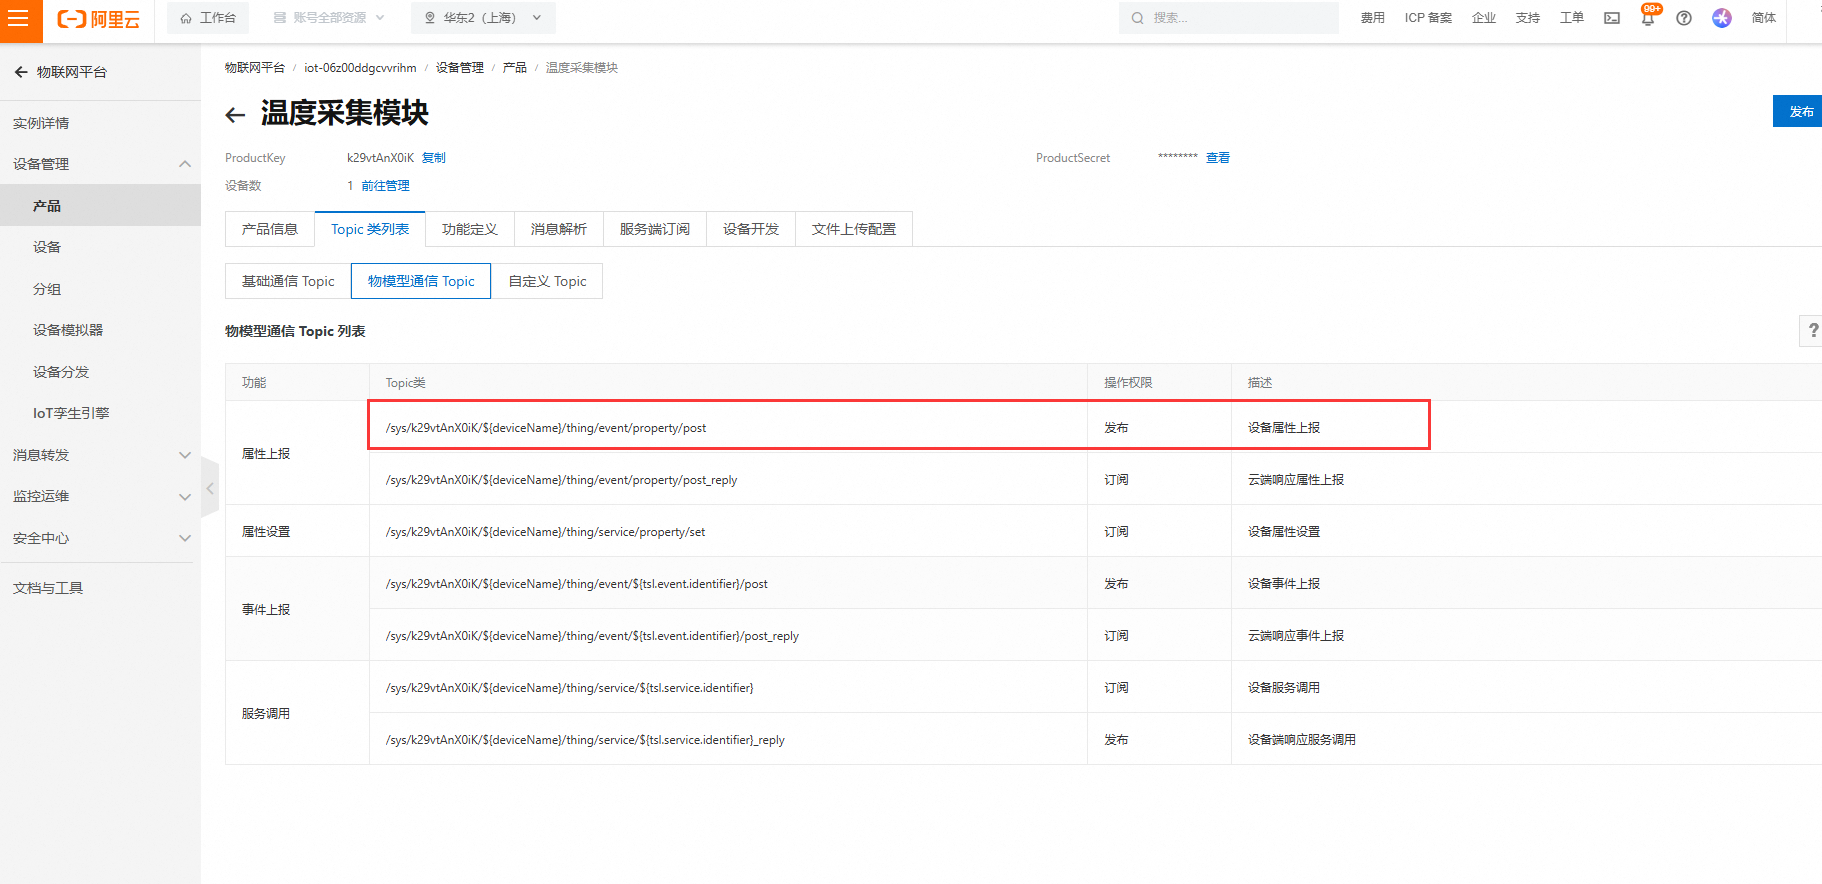 阿里云
工作台
账号全部资源
华东2（上海）
搜索...
费用
ICP 备案
企业
支持
工单
99+
简体
物联网平台
实例详情
设备管理
产品
设备
分组
设备模拟器
设备分发
IoT孪生引擎
消息转发
监控运维
安全中心
文档与工具
物联网平台 / iot-06z00ddgcvvrihm / 设备管理 / 产品 / 温度采集模块
温度采集模块
发布
ProductKey k29vtAnX0iK 复制
ProductSecret ******** 查看
设备数 1 前往管理
产品信息 Topic 类列表 功能定义 消息解析 服务端订阅 设备开发 文件上传配置
基础通信 Topic 物模型通信 Topic 自定义 Topic
物模型通信 Topic 列表
?
功能 Topic类 操作权限 描述
属性上报
/sys/k29vtAnX0iK/${deviceName}/thing/event/property/post 发布 设备属性上报
/sys/k29vtAnX0iK/${deviceName}/thing/event/property/post_reply 订阅 云端响应属性上报
属性设置 /sys/k29vtAnX0iK/${deviceName}/thing/service/property/set 订阅 设备属性设置
事件上报
/sys/k29vtAnX0iK/${deviceName}/thing/event/${tsl.event.identifier}/post 发布 设备事件上报
/sys/k29vtAnX0iK/${deviceName}/thing/event/${tsl.event.identifier}/post_reply 订阅 云端响应事件上报
服务调用
/sys/k29vtAnX0iK/${deviceName}/thing/service/${tsl.service.identifier} 订阅 设备服务调用
/sys/k29vtAnX0iK/${deviceName}/thing/service/${tsl.service.identifier}_reply 发布 设备端响应服务调用